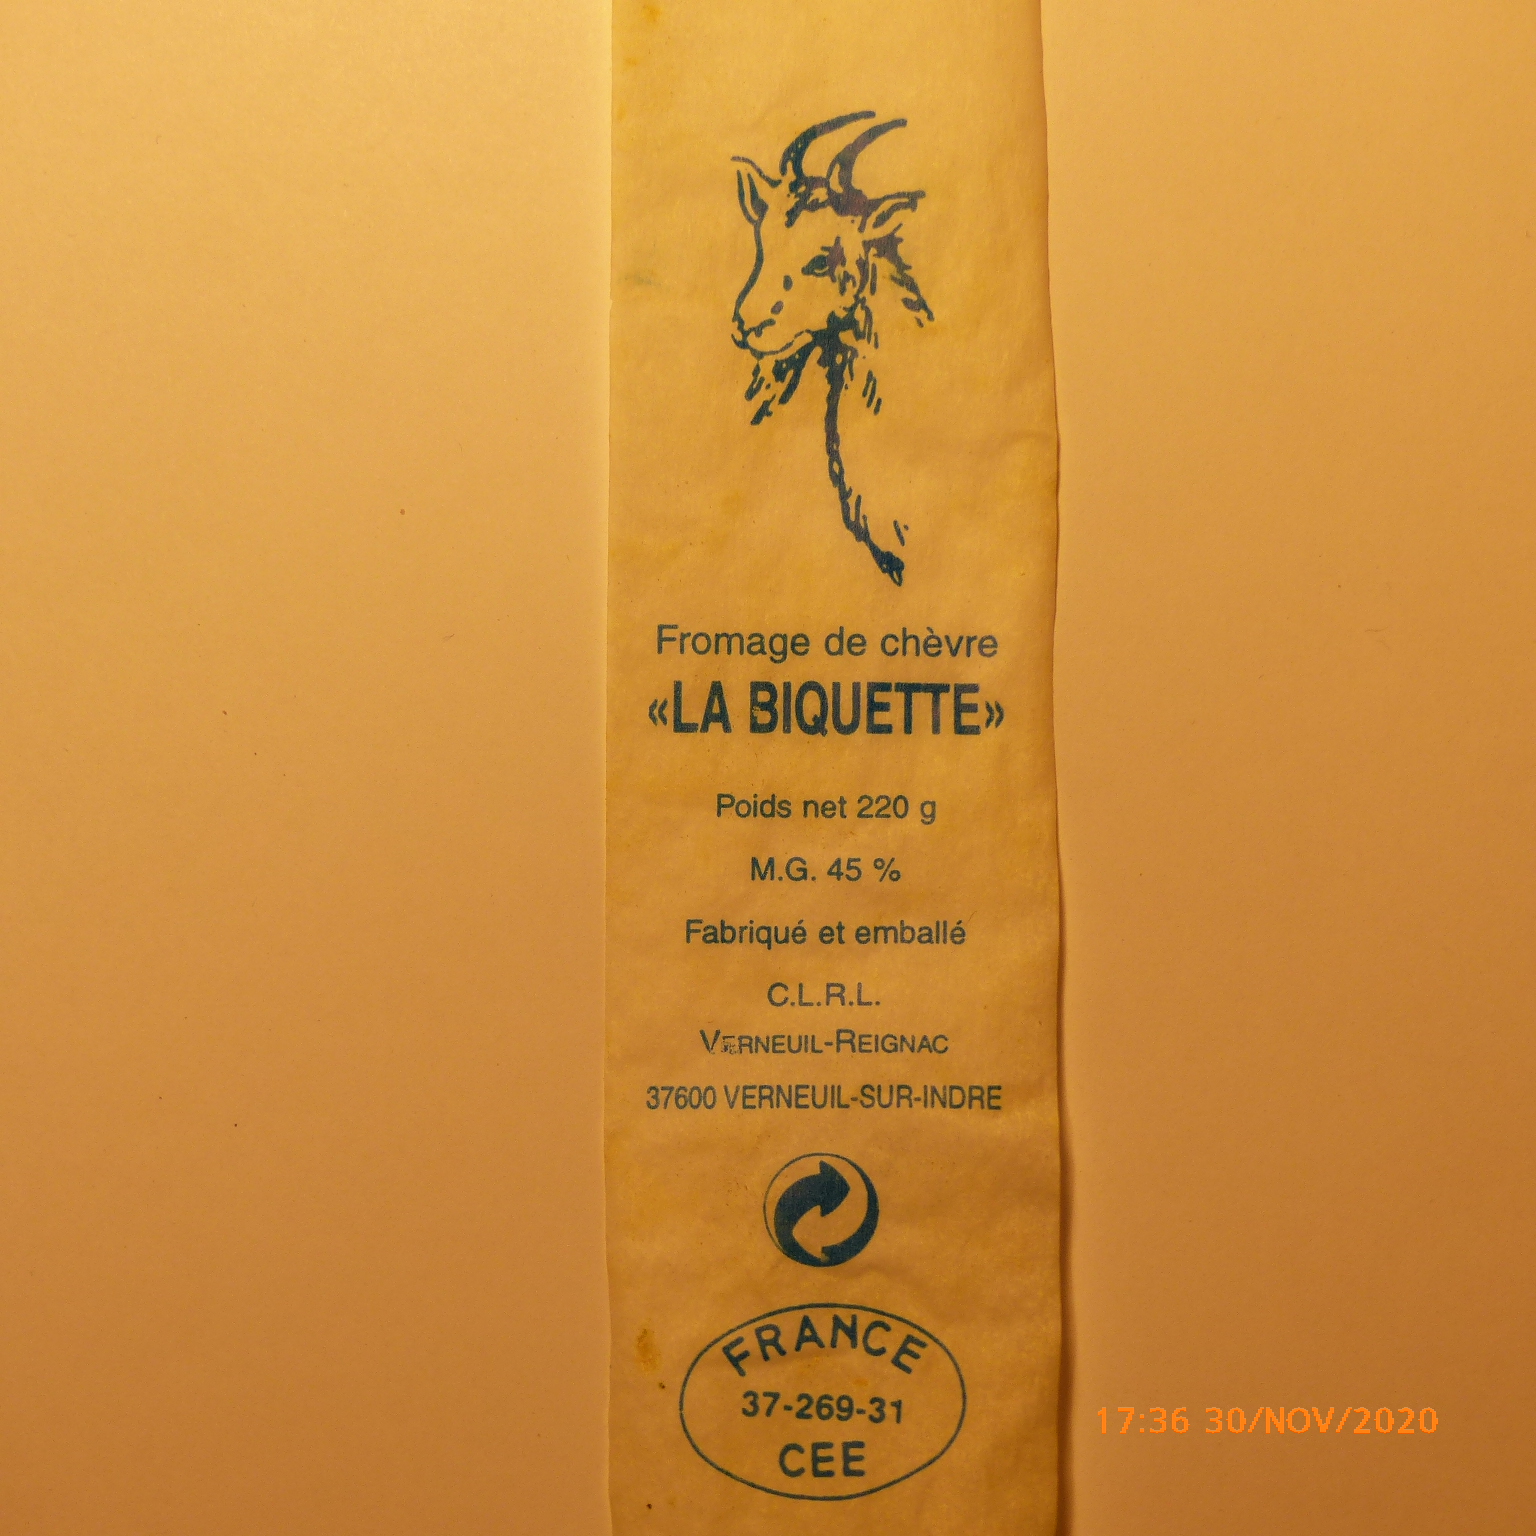 Fromage de chèvre
«LA BIQUETTE»
Poids net 220 g
M.G. 45 %
Fabriqué et emballé
C.L.R.L.
VERNEUIL-REIGNAC
37600 VERNEUIL-SUR-INDRE
FRANCE
37-269-31
CEE
17:36 30/NOV/2020